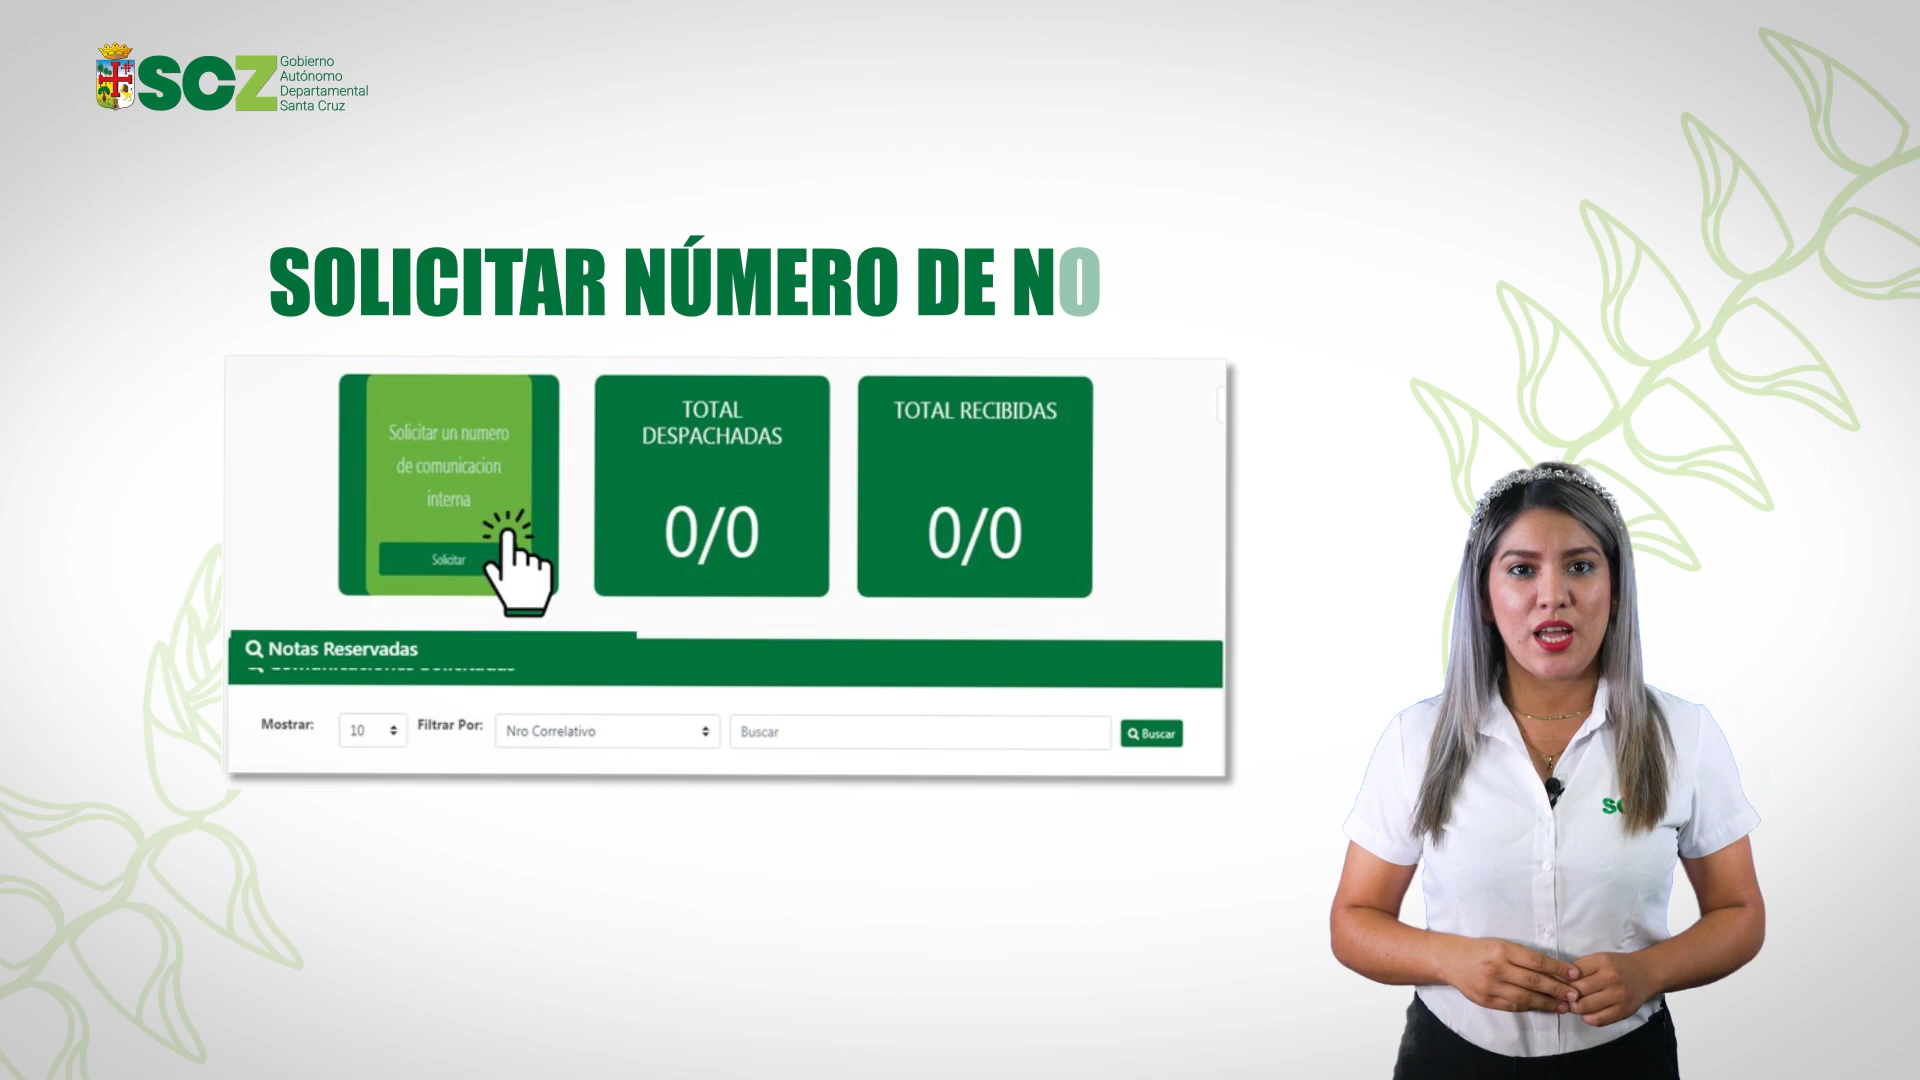 SCZ
Gobierno
Autónomo
Departamental
Santa Cruz
SOLICITAR NÚMERO DE NO
Solicitar un numero
de comunicacion
interna
Solicitar
TOTAL
DESPACHADAS
0/0
TOTAL RECIBIDAS
0/0
Notas Reservadas
Mostrar: 10 Filtrar Por: Nro Correlativo Buscar Buscar